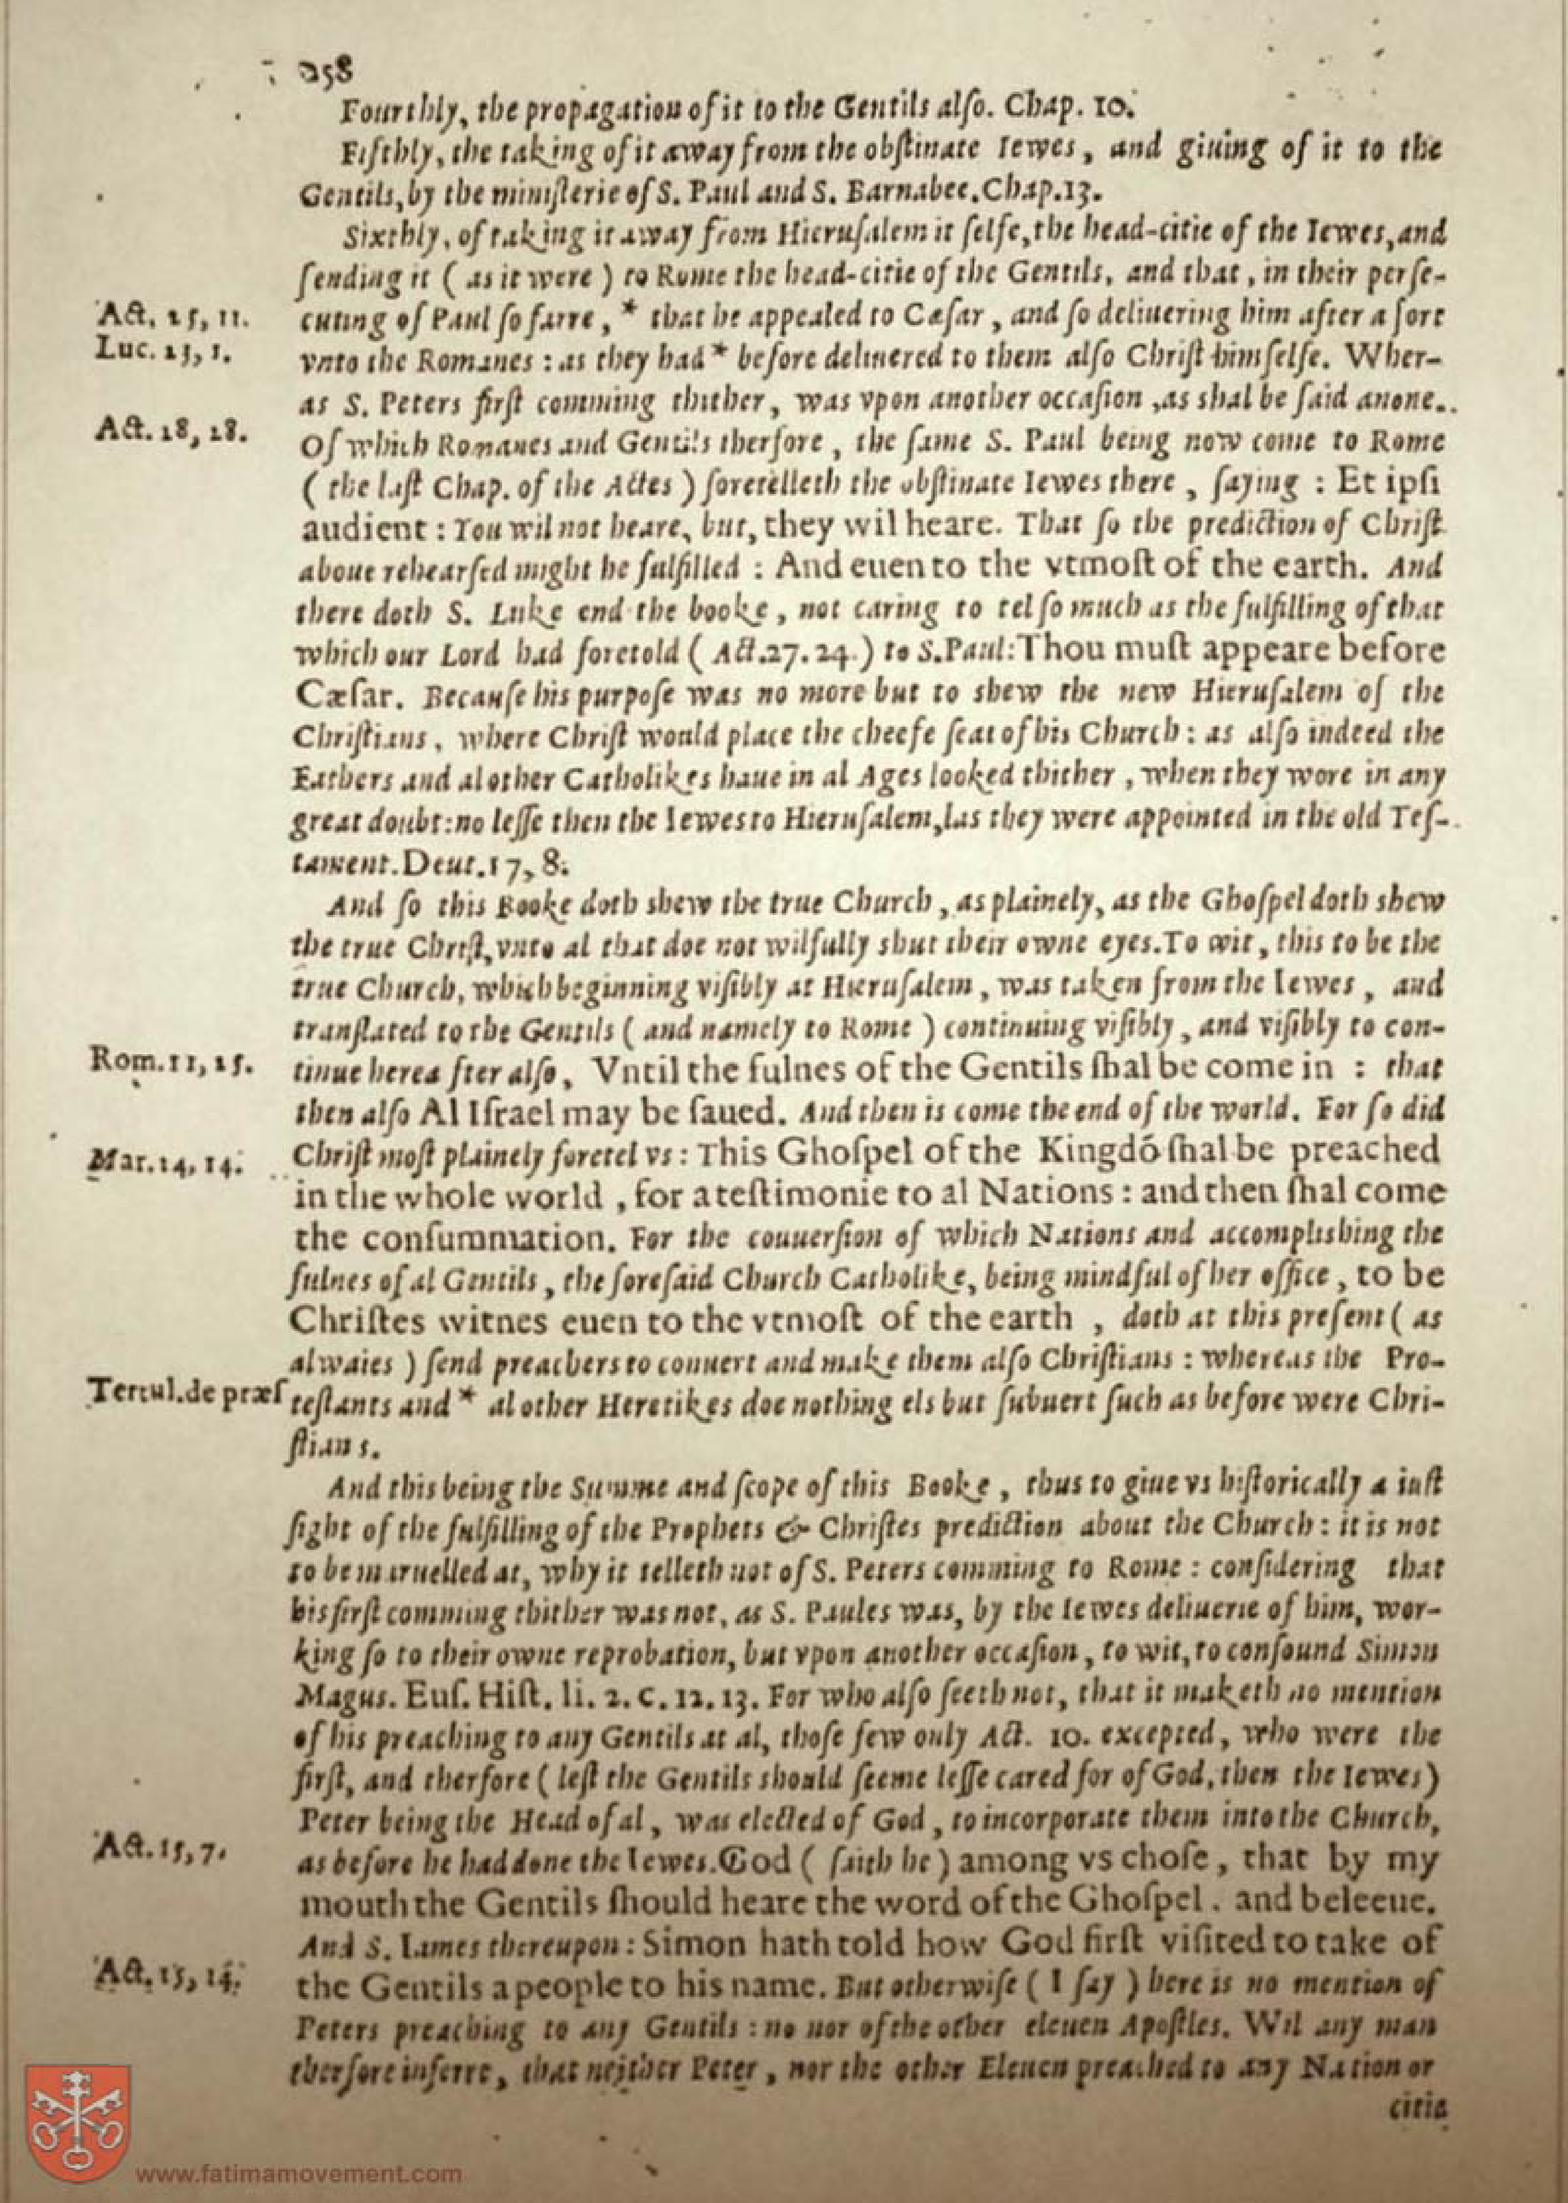 258
Fourthly, the propagation of it to the Gentils alſo. Chap. 10.
Fifthly, the taking of it away from the obſtinate Iewes, and giuing of it to the
Gentils, by the miniſterie of S. Paul and S. Barnabee. Chap. 13.
Sixthly, of taking it away from Hieruſalem it ſelfe, the head-citie of the Iewes, and
ſending it ( as it were ) to Rome the head-citie of the Gentils, and that, in their perſe-
Act. 25, 11.
cuting of Paul ſo farre, * that he appealed to Cæſar, and ſo deliuering him after a ſort
Luc. 23, 1.
vnto the Romanes : as they had * before deliuered to them alſo Chriſt himſelfe. Wher-
as S. Peters firſt comming thither, was vpon another occaſion, as shal be ſaid anone.
Act. 28, 28.
Of which Romanes and Gentils therfore, the ſame S. Paul being now come to Rome
( the laſt Chap. of the Actes ) foretelleth the obſtinate Iewes there, ſaying : Et ipſi
audient : You wil not heare, but, they wil heare. That ſo the prediction of Chriſt
aboue rehearſed might be fulfilled : And euen to the vtmoſt of the earth. And
there doth S. Luke end the booke, not caring to tel ſo much as the fulfilling of that
which our Lord had foretold ( Act. 27. 24. ) to S. Paul: Thou muſt appeare before
Cæſar. Becauſe his purpoſe was no more but to shew the new Hieruſalem of the
Chriſtians, where Chriſt would place the cheefe ſeat of his Church : as alſo indeed the
Fathers and al other Catholikes haue in al Ages looked thither, when they wore in any
great doubt: no leſſe then the Iewes to Hieruſalem, as they were appointed in the old Teſ-
tament. Deut. 17, 8.
And ſo this Booke doth shew the true Church, as plainely, as the Ghoſpel doth shew
the true Chriſt, vnto al that doe not wilfully shut their owne eyes. To wit, this to be the
true Church, which beginning viſibly at Hieruſalem, was taken from the Iewes, and
tranſlated to the Gentils ( and namely to Rome ) continuing viſibly, and viſibly to con-
Rom. 11, 25.
tinue hereafter alſo, Vntil the fulnes of the Gentils ſhal be come in : that
then alſo Al Iſrael may be ſaued. And then is come the end of the world. For ſo did
Mar. 14, 14.
Chriſt moſt plainely foretel vs : This Ghoſpel of the Kingdō ſhal be preached
in the whole world, for a teſtimonie to al Nations : and then ſhal come
the conſummation. For the conuerſion of which Nations and accomplishing the
fulnes of al Gentils, the foreſaid Church Catholike, being mindful of her office, to be
Chriſtes witnes euen to the vtmoſt of the earth, doth at this preſent ( as
alwaies ) ſend preachers to conuert and make them alſo Chriſtians : whereas the Pro-
Tertul. de præſ
teſtants and * al other Heretikes doe nothing els but ſubuert ſuch as before were Chri-
ſtians.
And this being the Summe and ſcope of this Booke, thus to giue vs hiſtorically a iuſt
ſight of the fulfilling of the Prophets & Chriſtes prediction about the Church : it is not
to be maruelled at, why it telleth not of S. Peters comming to Rome : conſidering that
his firſt comming thither was not, as S. Paules was, by the Iewes deliuerie of him, wor-
king ſo to their owne reprobation, but vpon another occaſion, to wit, to confound Simon
Magus. Euſ. Hiſt. li. 2. c. 12. 13. For who alſo ſeeth not, that it maketh no mention
of his preaching to any Gentils at al, thoſe few only Act. 10. excepted, who were the
firſt, and therfore ( leſt the Gentils should ſeeme leſſe cared for of God, then the Iewes )
Peter being the Head of al, was elected of God, to incorporate them into the Church,
Act. 15, 7.
as before he had done the Iewes. God ( ſaith he ) among vs choſe, that by my
mouth the Gentils ſhould heare the word of the Ghoſpel. and beleeue.
And S. Iames thereupon : Simon hath told how God firſt viſited to take of
Act. 15, 14.
the Gentils a people to his name. But otherwiſe ( I ſay ) here is no mention of
Peters preaching to any Gentils : no nor of the other eleuen Apoſtles. Wil any man
therfore inferre, that neither Peter, nor the other Eleuen preached to any Nation or
citie
www.fatimamovement.com